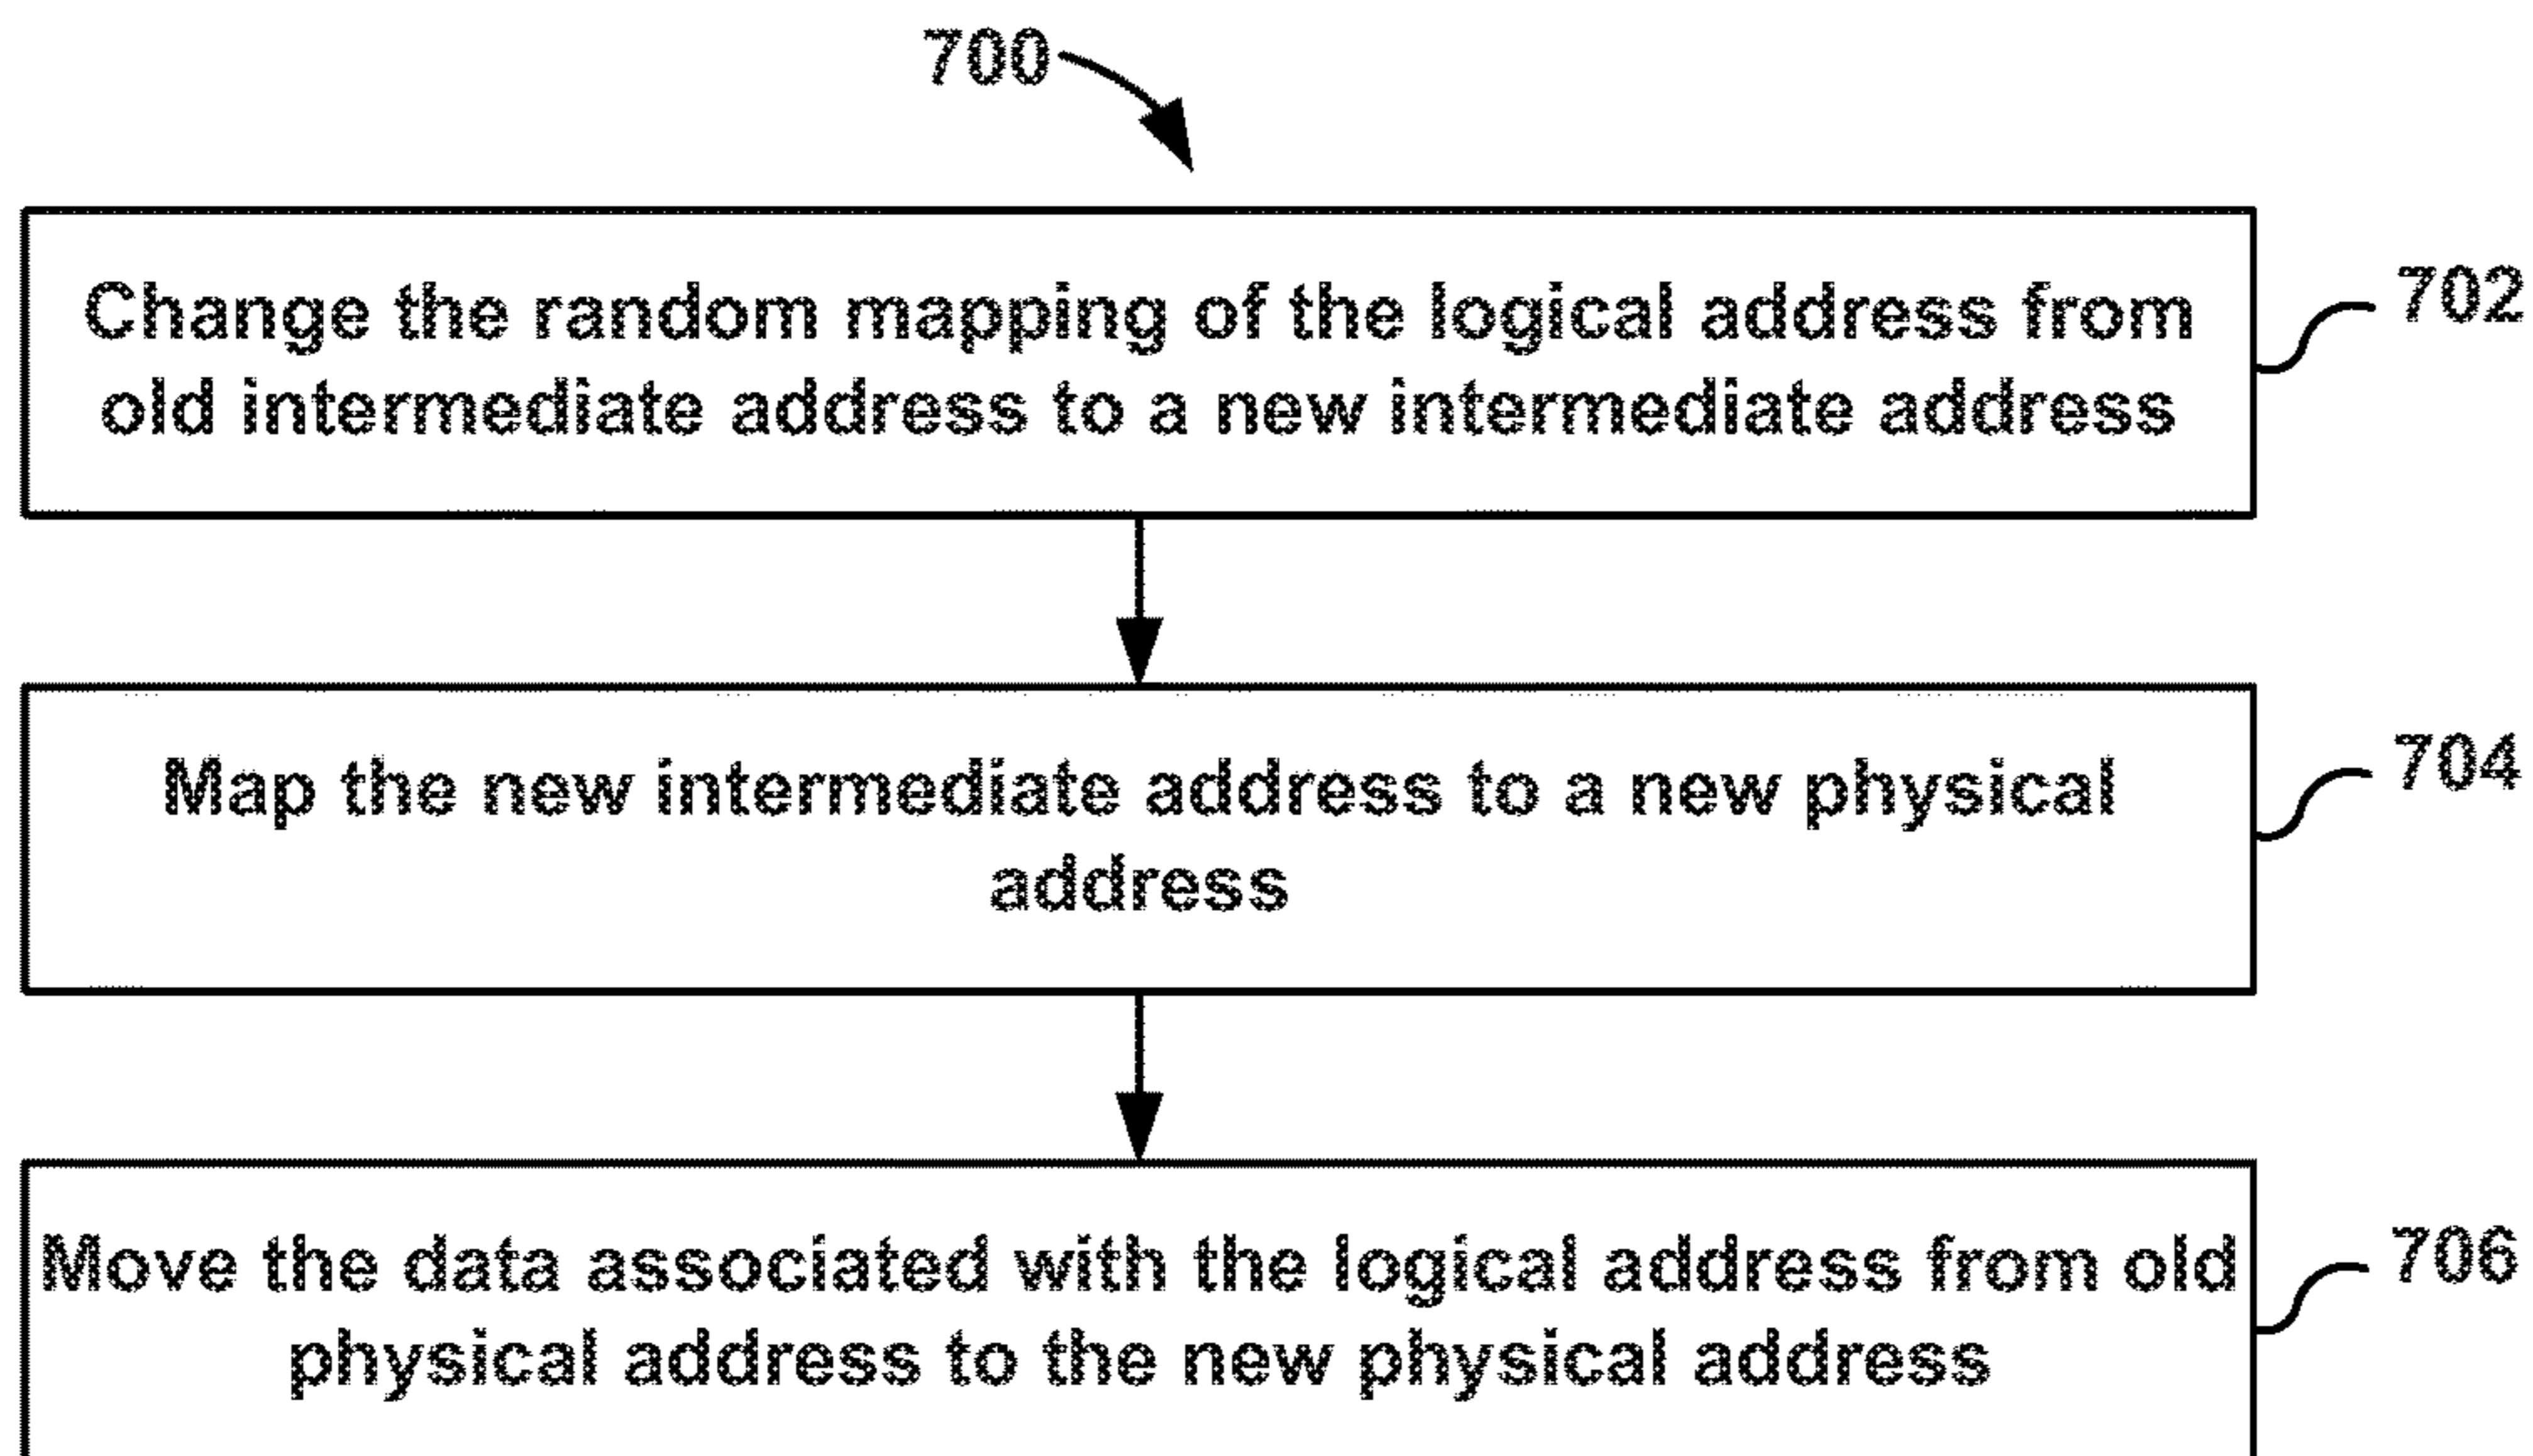 700
Change the random mapping of the logical address from
old intermediate address to a new intermediate address
702
Map the new intermediate address to a new physical
address
704
Move the data associated with the logical address from old
physical address to the new physical address
706